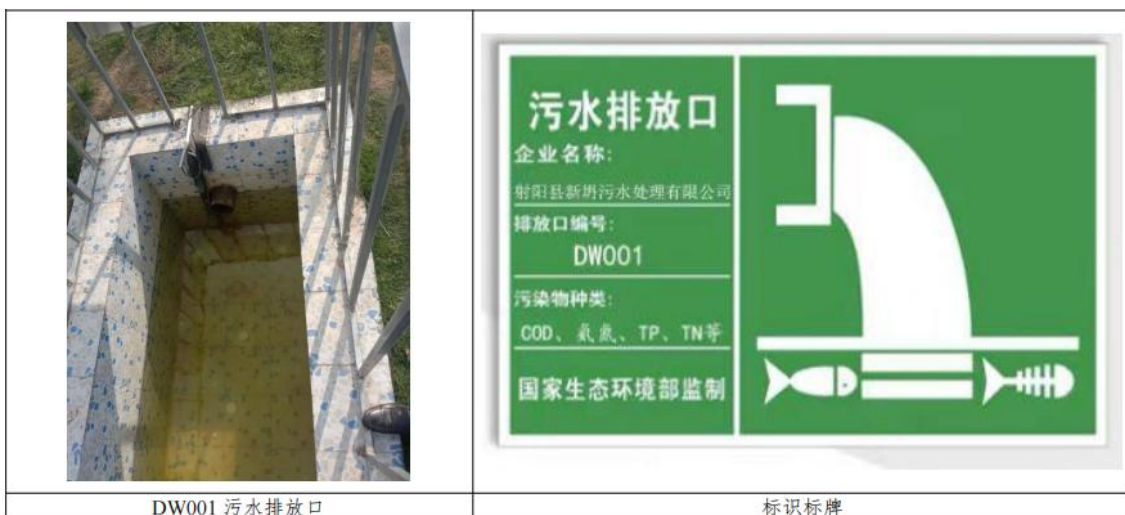 污水排放口
企业名称:
射阳县新坍污水处理有限公司
排放口编号:
DW001
污染物种类:
COD、氨氮、TP、TN等
国家生态环境部监制
DW001 污水排放口
标识标牌